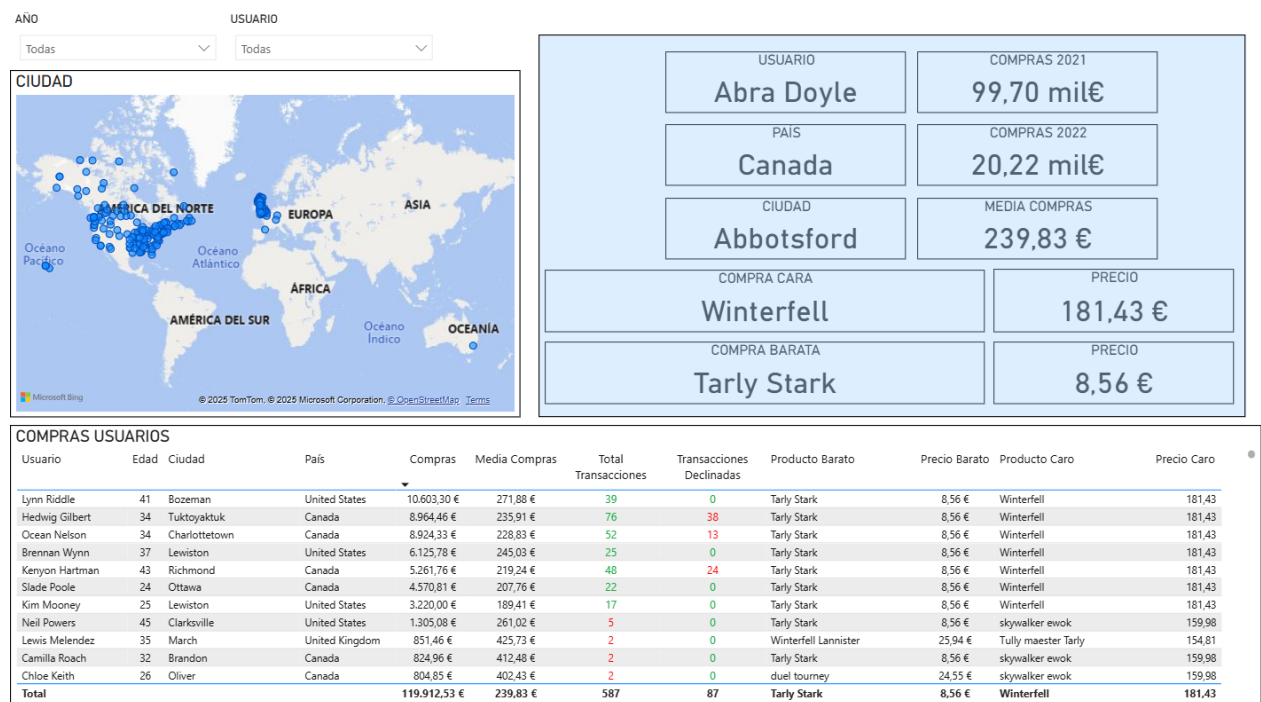 AÑO
USUARIO
Todas
Todas
CIUDAD
AMÉRICA DEL NORTE
EUROPA
ASIA
Océano
Pacífico
Océano
Atlántico
ÁFRICA
AMÉRICA DEL SUR
Océano
Índico
OCEANÍA
Microsoft Bing
© 2025 TomTom, © 2025 Microsoft Corporation, © OpenStreetMap Terms
USUARIO
Abra Doyle
COMPRAS 2021
99,70 mil€
PAÍS
Canada
COMPRAS 2022
20,22 mil€
CIUDAD
Abbotsford
MEDIA COMPRAS
239,83 €
COMPRA CARA
Winterfell
PRECIO
181,43 €
COMPRA BARATA
Tarly Stark
PRECIO
8,56 €
COMPRAS USUARIOS
Usuario Edad Ciudad País Compras Media Compras Total Transacciones Transacciones Declinadas Producto Barato Precio Barato Producto Caro Precio Caro
Lynn Riddle 41 Bozeman United States 10.603,30 € 271,88 € 39 0 Tarly Stark 8,56 € Winterfell 181,43
Hedwig Gilbert 34 Tuktoyaktuk Canada 8.964,46 € 235,91 € 76 38 Tarly Stark 8,56 € Winterfell 181,43
Ocean Nelson 34 Charlottetown Canada 8.924,33 € 228,83 € 52 13 Tarly Stark 8,56 € Winterfell 181,43
Brennan Wynn 37 Lewiston United States 6.125,78 € 245,03 € 25 0 Tarly Stark 8,56 € Winterfell 181,43
Kenyon Hartman 43 Richmond Canada 5.261,76 € 219,24 € 48 24 Tarly Stark 8,56 € Winterfell 181,43
Slade Poole 24 Ottawa Canada 4.570,81 € 207,76 € 22 0 Tarly Stark 8,56 € Winterfell 181,43
Kim Mooney 25 Lewiston United States 3.220,00 € 189,41 € 17 0 Tarly Stark 8,56 € Winterfell 181,43
Neil Powers 45 Clarksville United States 1.305,08 € 261,02 € 5 0 Tarly Stark 8,56 € skywalker ewok 159,98
Lewis Melendez 35 March United Kingdom 851,46 € 425,73 € 2 0 Winterfell Lannister 25,94 € Tully maester Tarly 154,81
Camilla Roach 32 Brandon Canada 824,96 € 412,48 € 2 0 Tarly Stark 8,56 € skywalker ewok 159,98
Chloe Keith 26 Oliver Canada 804,85 € 402,43 € 2 0 duel tourney 24,55 € skywalker ewok 159,98
Total 119.912,53 € 239,83 € 587 87 Tarly Stark 8,56 € Winterfell 181,43